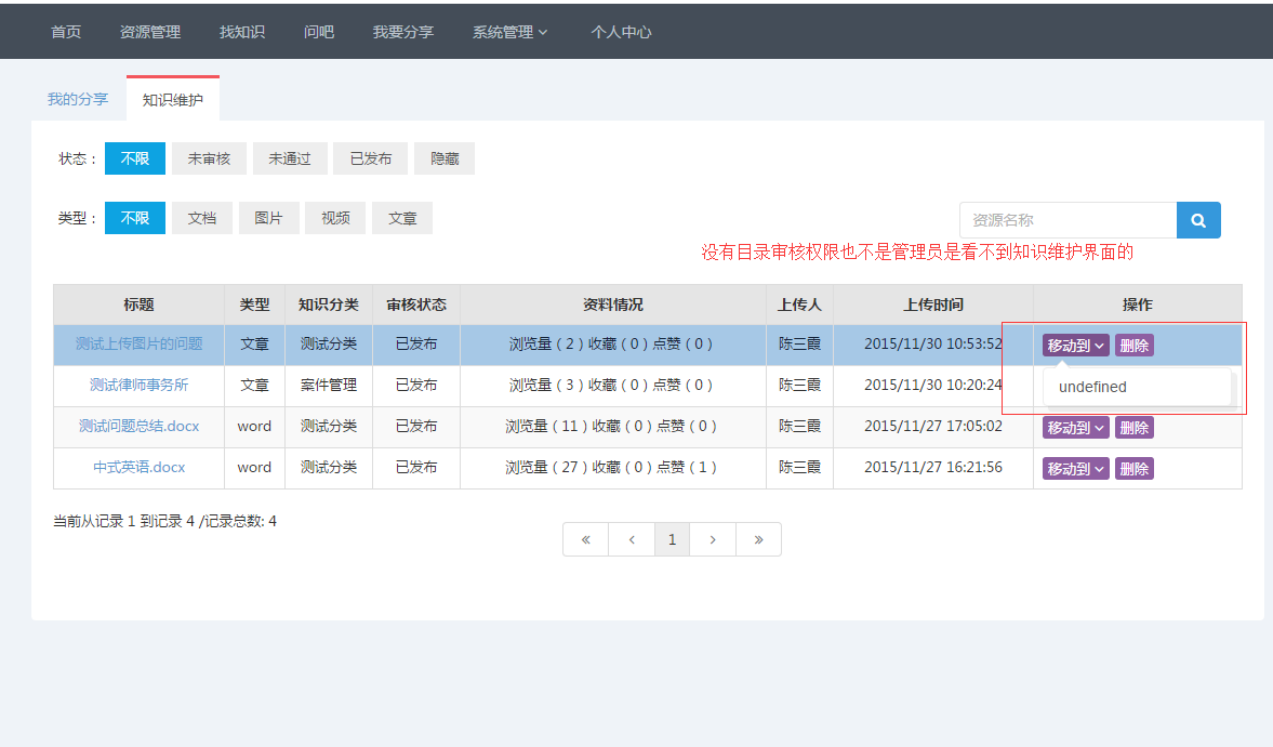 首页 资源管理 找知识 问吧 我要分享 系统管理 个人中心
我的分享 知识维护
状态： 不限 未审核 未通过 已发布 隐藏
类型： 不限 文档 图片 视频 文章 资源名称
没有目录审核权限也不是管理员是看不到知识维护界面的
标题 类型 知识分类 审核状态 资料情况 上传人 上传时间 操作
测试上传图片的问题 文章 测试分类 已发布 浏览量（2）收藏（0）点赞（0） 陈三霞 2015/11/30 10:53:52 移动到 删除
测试律师事务所 文章 案件管理 已发布 浏览量（3）收藏（0）点赞（0） 陈三霞 2015/11/30 10:20:24 undefined
测试问题总结.docx word 测试分类 已发布 浏览量（11）收藏（0）点赞（0） 陈三霞 2015/11/27 17:05:02 移动到 删除
中式英语.docx word 测试分类 已发布 浏览量（27）收藏（0）点赞（1） 陈三霞 2015/11/27 16:21:56 移动到 删除
当前从记录 1 到记录 4 /记录总数: 4
« ‹ 1 › »